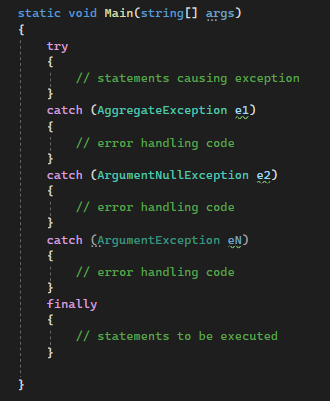 static void Main(string[] args)
{
    try
    {
        // statements causing exception
    }
    catch (AggregateException e1)
    {
        // error handling code
    }
    catch (ArgumentNullException e2)
    {
        // error handling code
    }
    catch (ArgumentException eN)
    {
        // error handling code
    }
    finally
    {
        // statements to be executed
    }

}